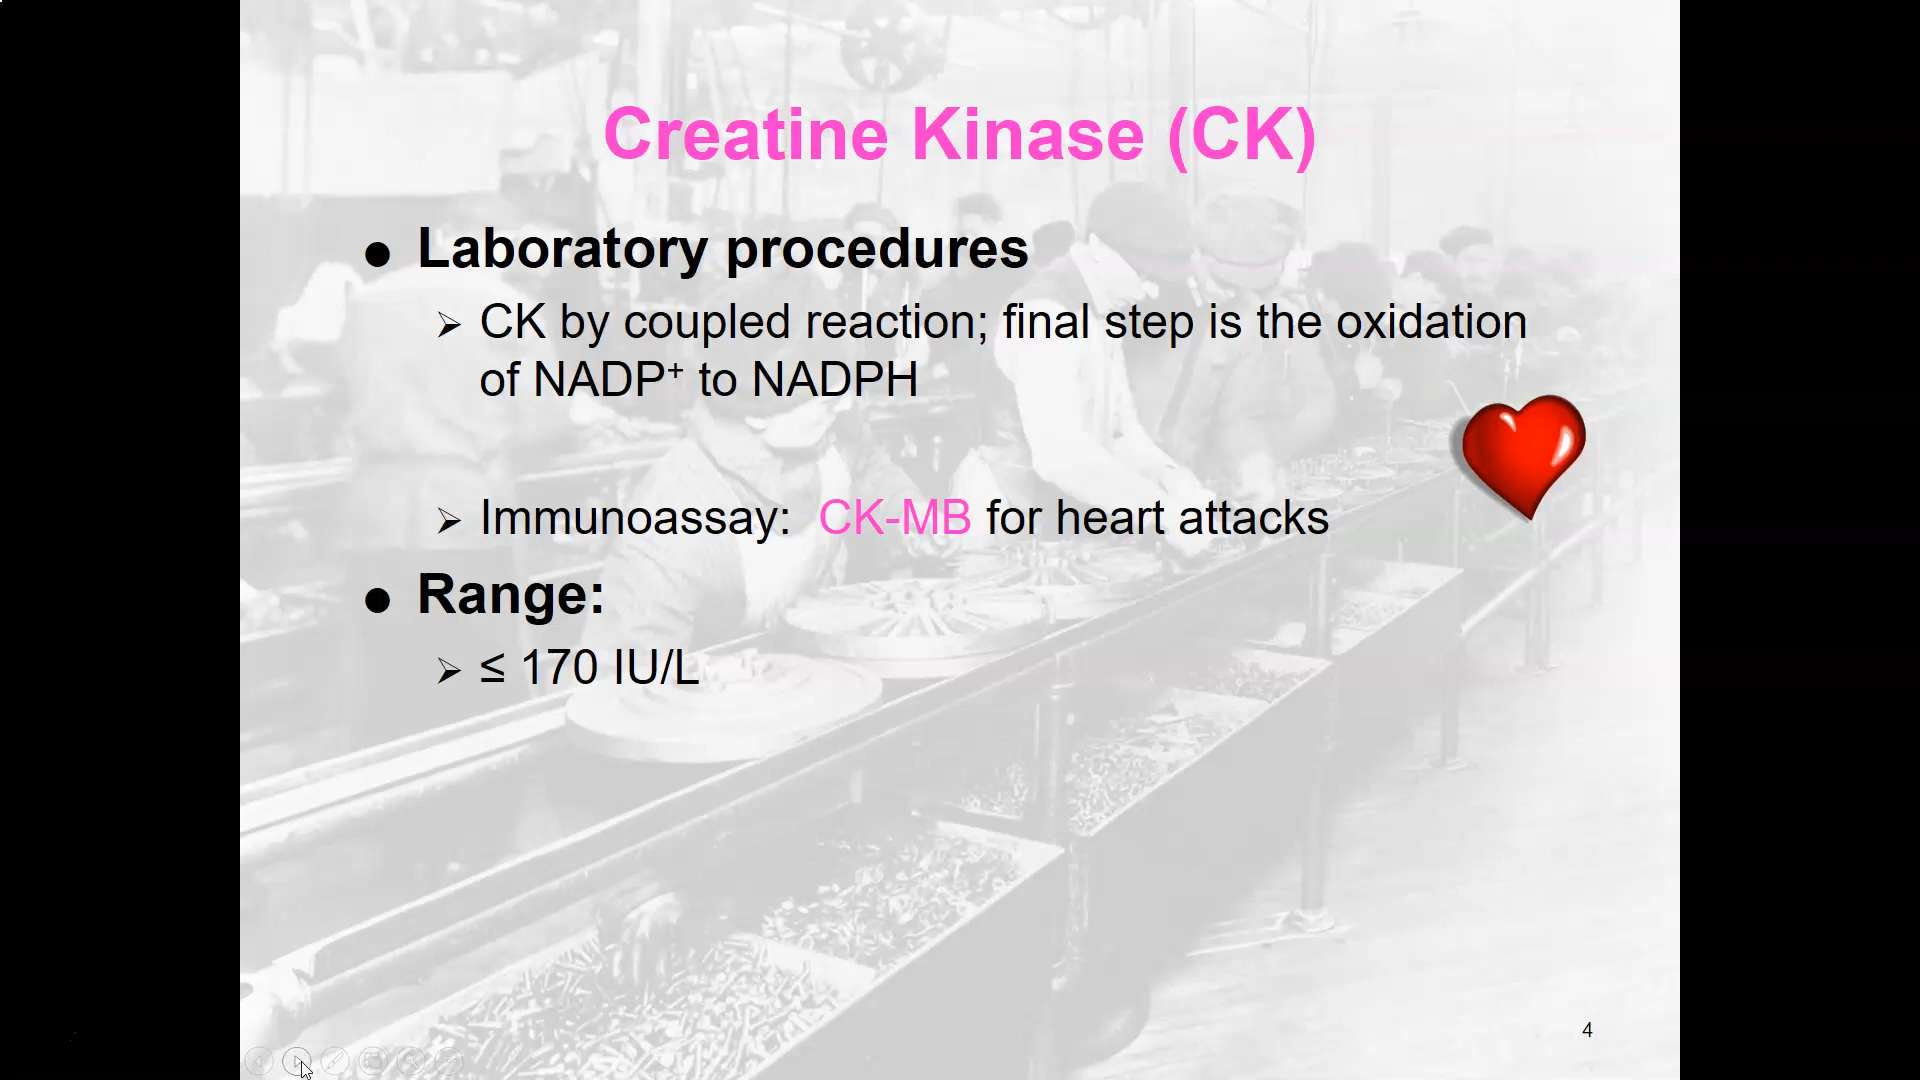 Creatine Kinase (CK)
● Laboratory procedures
➢ CK by coupled reaction; final step is the oxidation
of NADP⁺ to NADPH
➢ Immunoassay: CK-MB for heart attacks
● Range:
➢ ≤ 170 IU/L
4